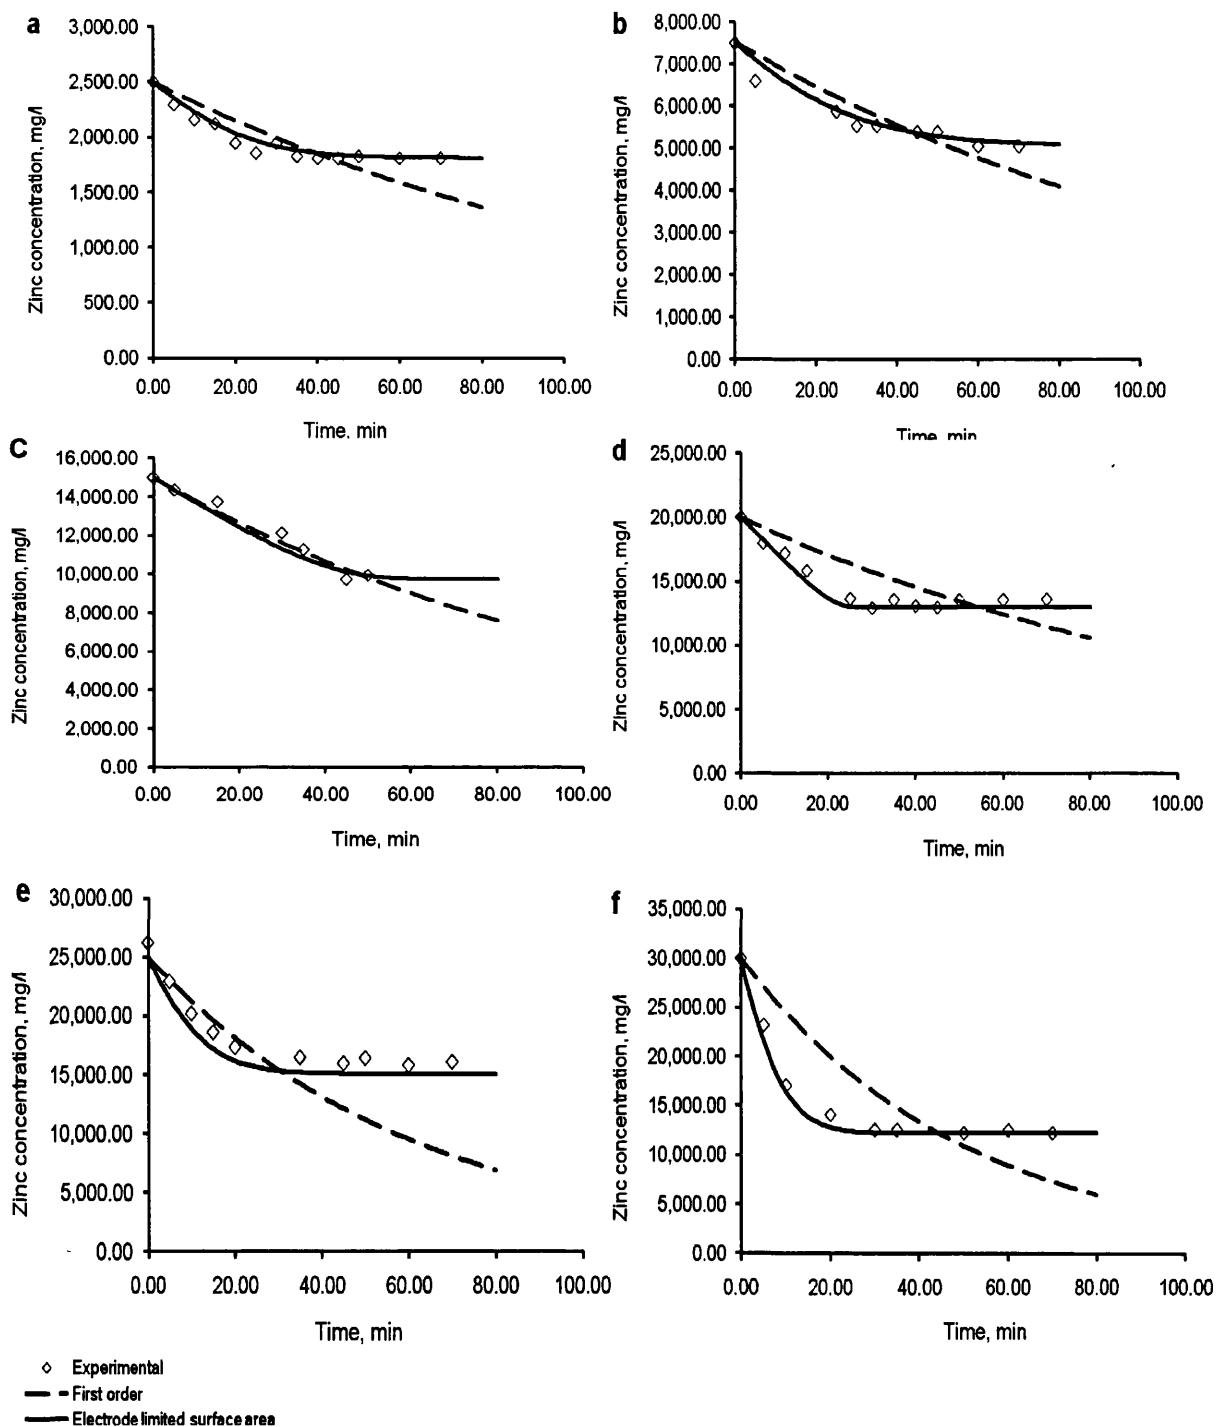 a
3,000.00
2,500.00
2,000.00
1,500.00
1,000.00
500.00
0.00
Zinc concentration, mg/l
0.00 20.00 40.00 60.00 80.00 100.00
Time, min
b
8,000.00
7,000.00
6,000.00
5,000.00
4,000.00
3,000.00
2,000.00
1,000.00
0.00
Zinc concentration, mg/l
0.00 20.00 40.00 60.00 80.00 100.00
Time, min
C
16,000.00
14,000.00
12,000.00
10,000.00
8,000.00
6,000.00
4,000.00
2,000.00
0.00
Zinc concentration, mg/l
0.00 20.00 40.00 60.00 80.00 100.00
Time, min
d
25,000.00
20,000.00
15,000.00
10,000.00
5,000.00
0.00
Zinc concentration, mg/l
0.00 20.00 40.00 60.00 80.00 100.00
Time, min
e
30,000.00
25,000.00
20,000.00
15,000.00
10,000.00
5,000.00
0.00
Zinc concentration, mg/l
0.00 20.00 40.00 60.00 80.00 100.00
Time, min
f
35,000.00
30,000.00
25,000.00
20,000.00
15,000.00
10,000.00
5,000.00
0.00
Zinc concentration, mg/l
0.00 20.00 40.00 60.00 80.00 100.00
Time, min
Experimental
First order
Electrode limited surface area